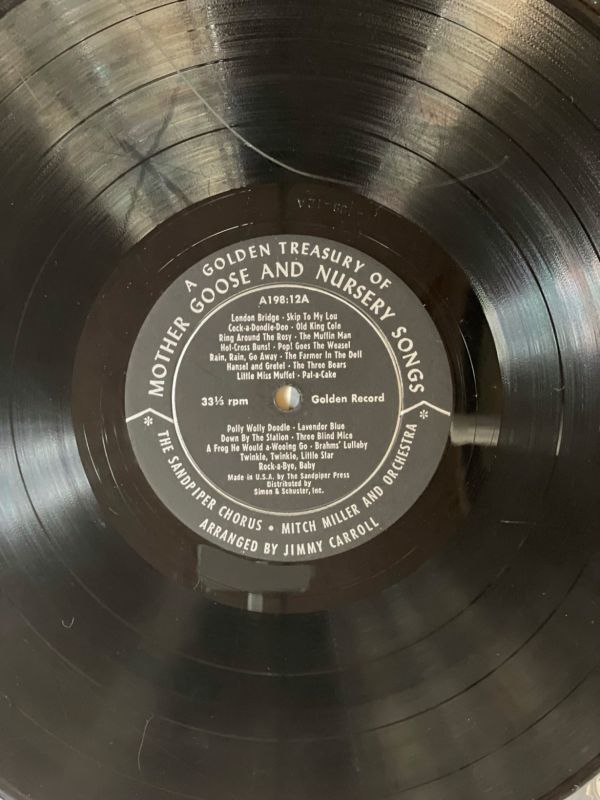 A GOLDEN TREASURY OF
MOTHER GOOSE AND NURSERY SONGS
A198:12A
London Bridge · Skip To My Lou
Cock-a-Doodle-Doo · Old King Cole
Ring Around The Rosy · The Muffin Man
Hot-Cross Buns! · Pop! Goes The Weasel
Rain, Rain, Go Away · The Farmer In The Dell
Hansel and Gretel · The Three Bears
Little Miss Muffet · Pat-a-Cake
33⅓ rpm Golden Record
Polly Wolly Doodle · Lavender Blue
Down By The Station · Three Blind Mice
A Frog He Would a-Wooing Go · Brahms' Lullaby
Twinkle, Twinkle, Little Star
Rock-a-Bye, Baby
Made in U.S.A. by The Sandpiper Press
Distributed by
Simon & Schuster, Inc.
* THE SANDPIPER CHORUS • MITCH MILLER AND ORCHESTRA *
ARRANGED BY JIMMY CARROLL